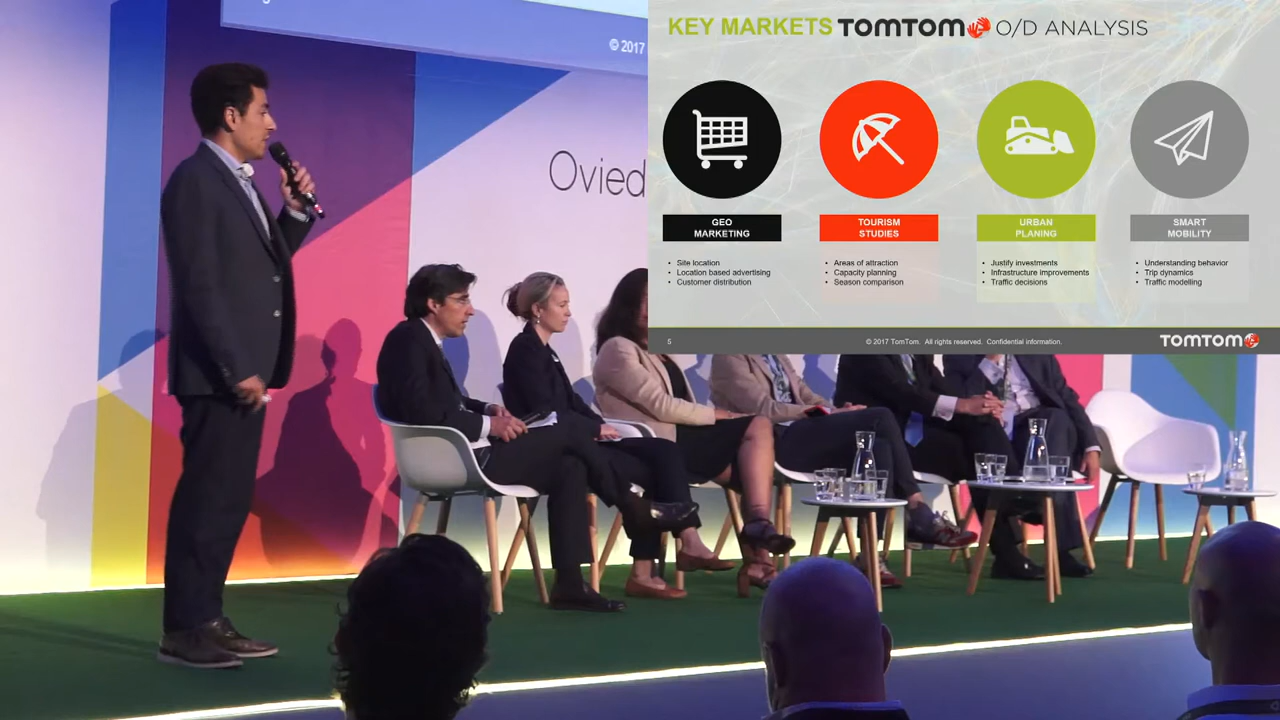 © 2017
Ovied
KEY MARKETS TOMTOM O/D ANALYSIS
GEO
MARKETING
TOURISM
STUDIES
URBAN
PLANING
SMART
MOBILITY
• Site location
• Location based advertising
• Customer distribution
• Areas of attraction
• Capacity planning
• Season comparison
• Justify investments
• Infrastructure improvements
• Traffic decisions
• Understanding behavior
• Trip dynamics
• Traffic modelling
5
© 2017 TomTom. All rights reserved. Confidential information.
TOMTOM